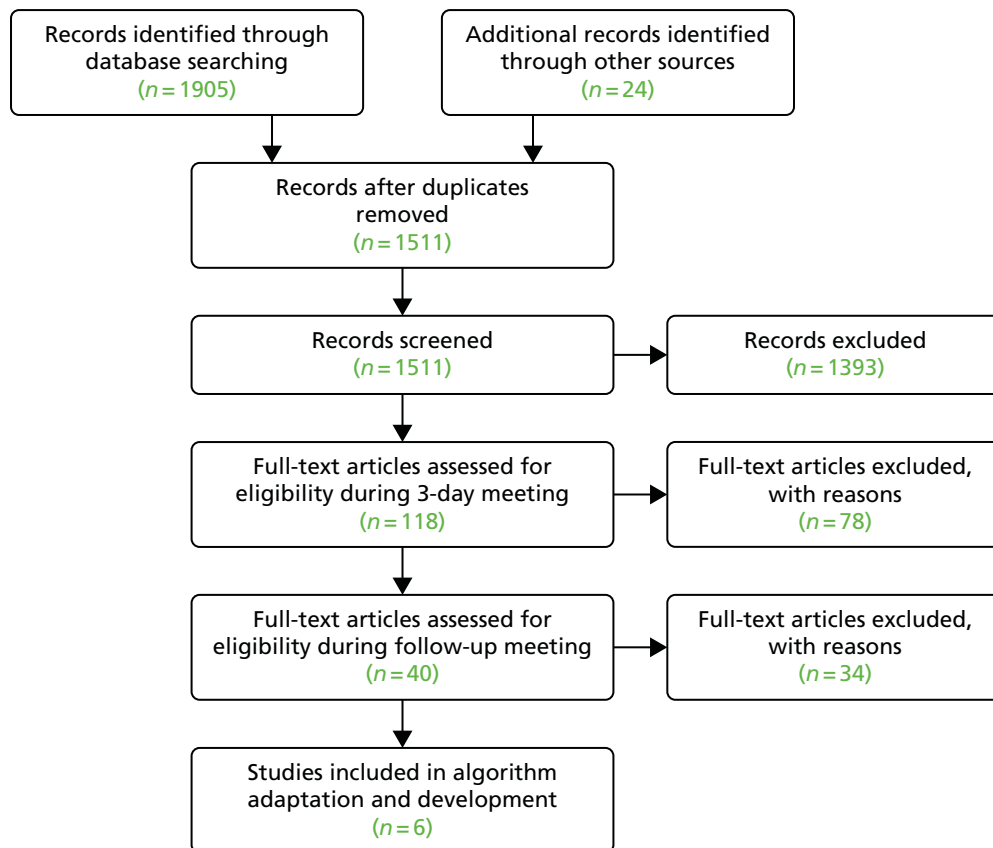 Records identified through
database searching
(n = 1905)
Additional records identified
through other sources
(n = 24)
Records after duplicates
removed
(n = 1511)
Records screened
(n = 1511)
Records excluded
(n = 1393)
Full-text articles assessed for
eligibility during 3-day meeting
(n = 118)
Full-text articles excluded,
with reasons
(n = 78)
Full-text articles assessed for
eligibility during follow-up meeting
(n = 40)
Full-text articles excluded,
with reasons
(n = 34)
Studies included in algorithm
adaptation and development
(n = 6)